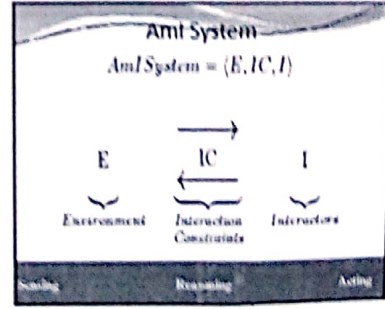 AmI System
AmI System = ⟨E, IC, I⟩
E IC I
Environment Interaction Constraints Interactors
Sensing Reasoning Acting